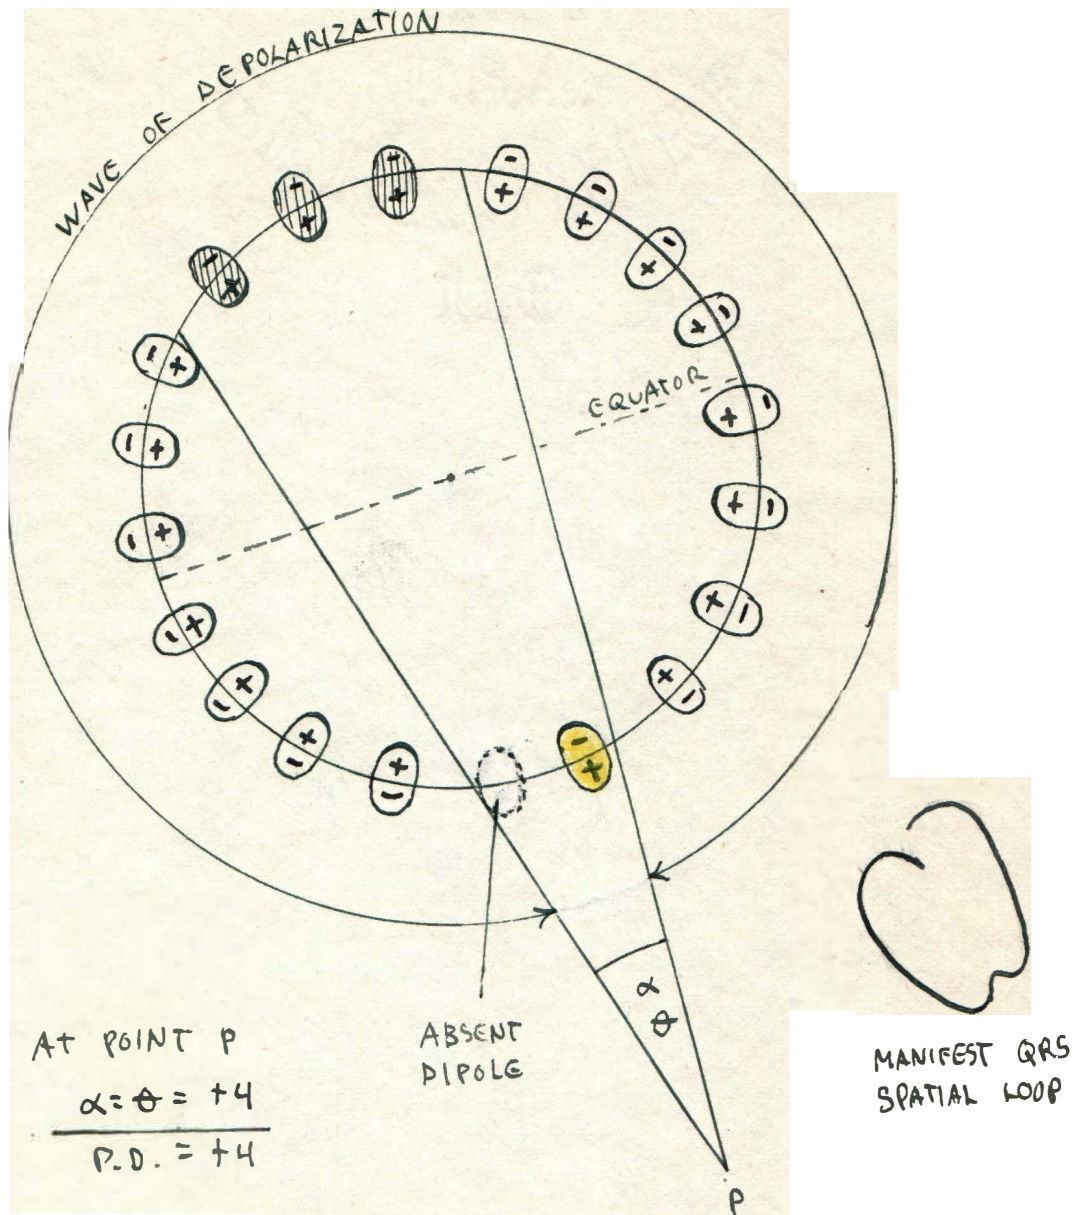 WAVE OF DEPOLARIZATION
EQUATOR
α
θ
At POINT P
α = θ = +4
P.D. = +4
ABSENT
DIPOLE
MANIFEST QRS
SPATIAL LOOP
P